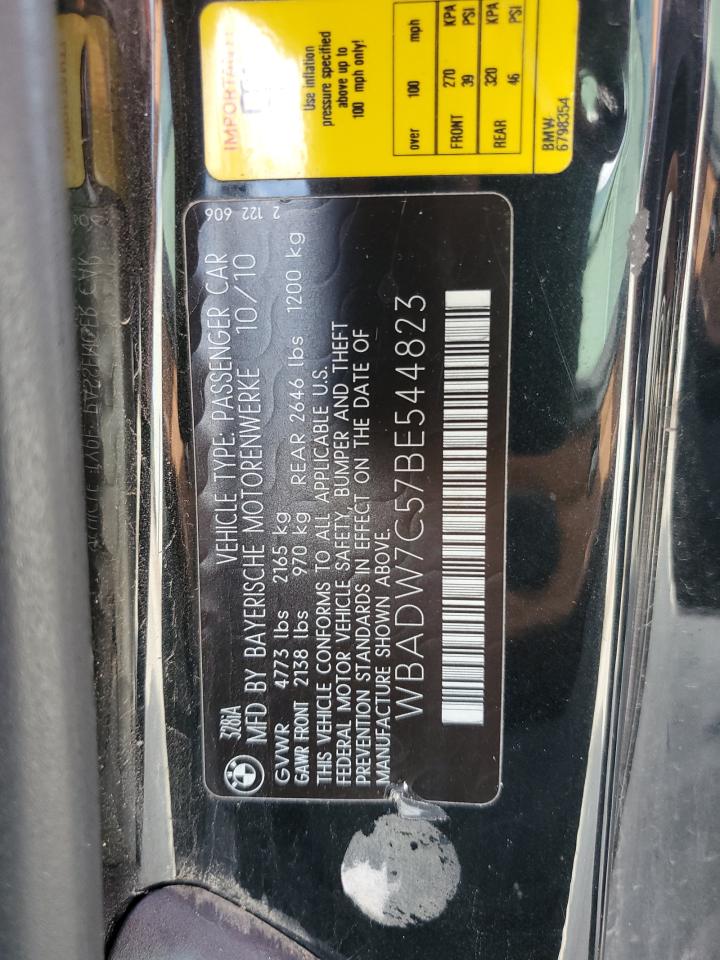 328iA
VEHICLE TYPE: PASSENGER CAR
MFD BY BAYERISCHE MOTORENWERKE 10/10
2 122 606
GVWR 4773 lbs 2165 kg
GAWR FRONT 2138 lbs 970 kg REAR 2646 lbs 1200 kg
THIS VEHICLE CONFORMS TO ALL APPLICABLE U.S.
FEDERAL MOTOR VEHICLE SAFETY, BUMPER AND THEFT
PREVENTION STANDARDS IN EFFECT ON THE DATE OF
MANUFACTURE SHOWN ABOVE.
WBADW7C57BE544823
IMPORTANT
Use inflation
pressure specified
above up to
100 mph only!
over 100 mph
FRONT 270 KPA
39 PSI
REAR 320 KPA
46 PSI
BMW
6798354